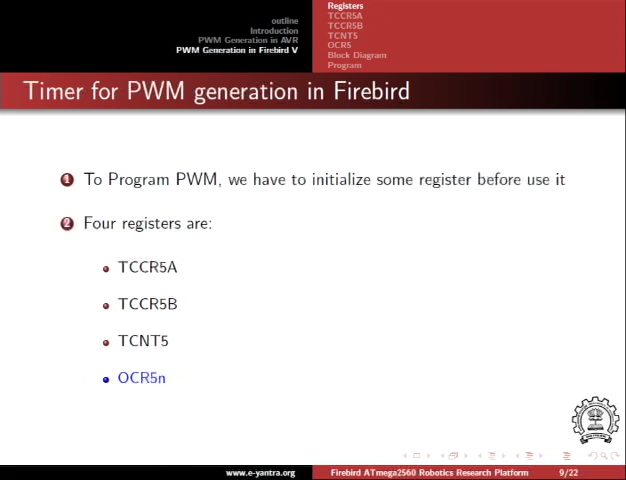 outline
Introduction
PWM Generation in AVR
PWM Generation in Firebird V
Registers
TCCR5A
TCCR5B
TCNT5
OCR5
Block Diagram
Program
Timer for PWM generation in Firebird
1 To Program PWM, we have to initialize some register before use it
2 Four registers are:
TCCR5A
TCCR5B
TCNT5
OCR5n
www.e-yantra.org Firebird ATmega2560 Robotics Research Platform 9/22